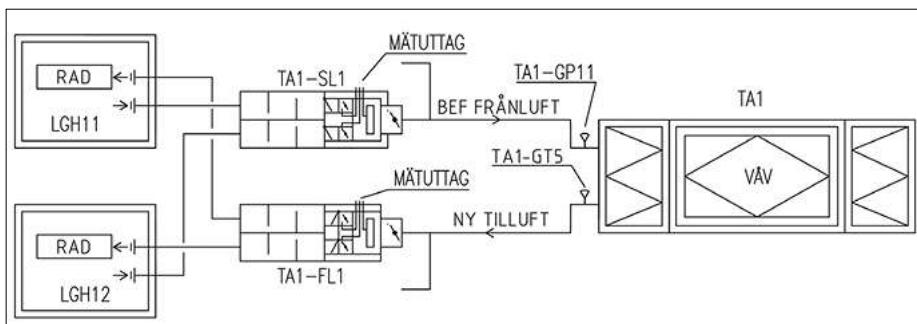 MÄTUTTAG
RAD
TA1-SL1
TA1-GP11
TA1
BEF FRÅNLUFT
LGH11
TA1-GT5
VÅV
MÄTUTTAG
NY TILLUFT
RAD
TA1-FL1
LGH12